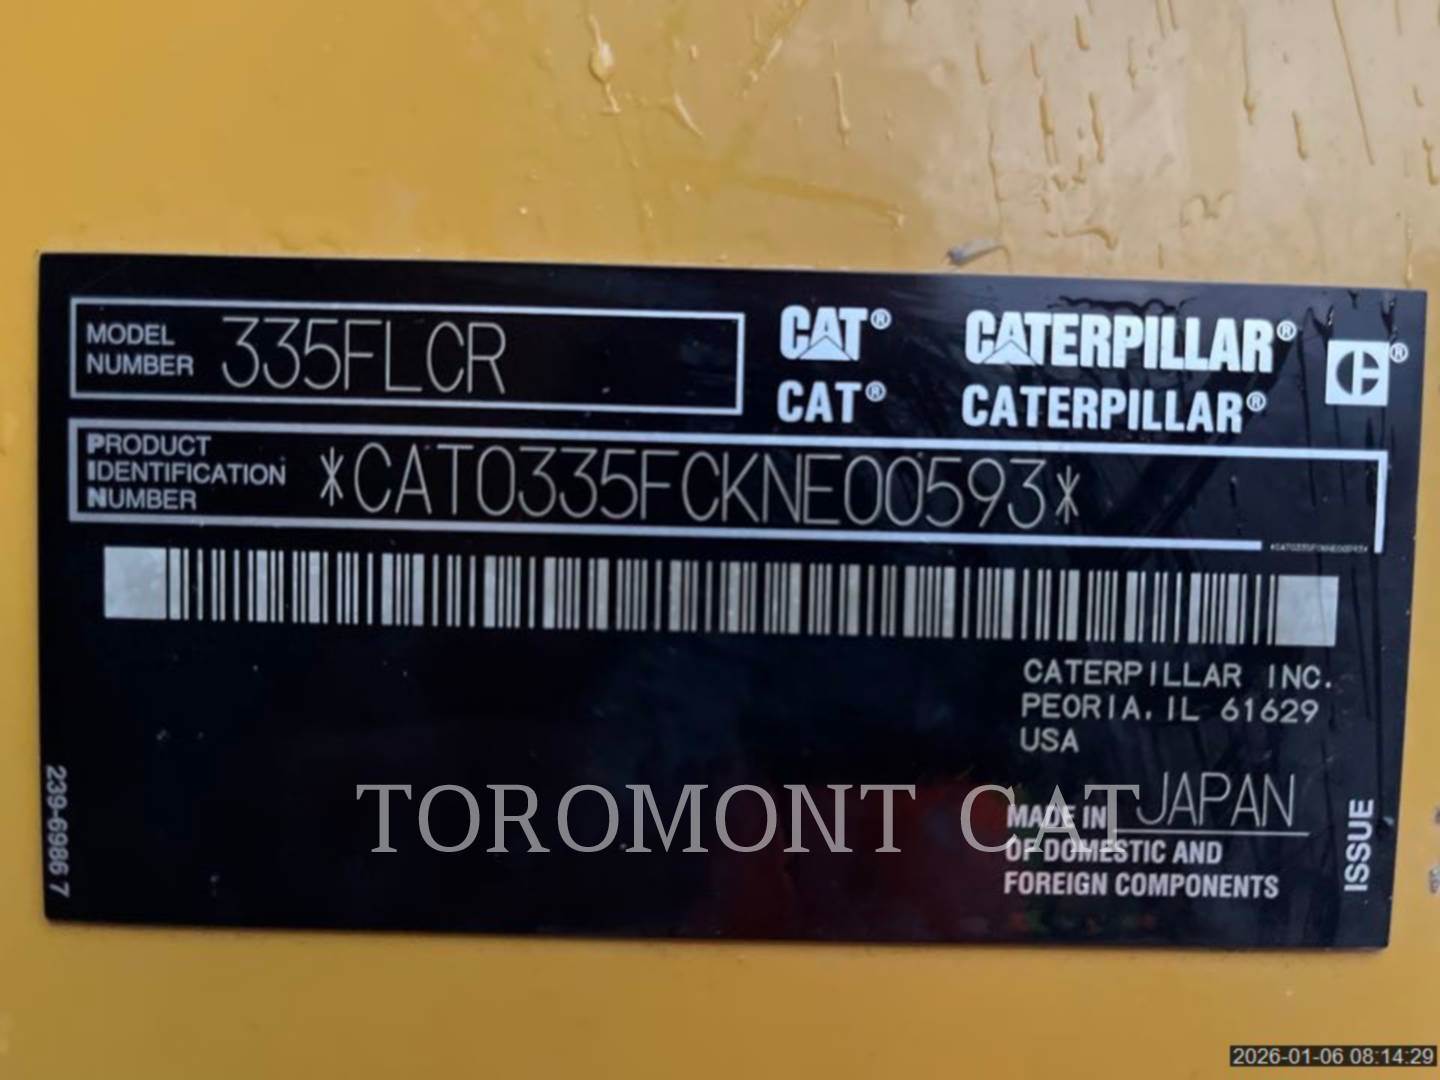 MODEL NUMBER 335FLCR
CAT® CATERPILLAR®
CAT® CATERPILLAR®
PRODUCT IDENTIFICATION NUMBER *CAT0335FCKNE00593*
*CAT0335FCKNE00593*
CATERPILLAR INC.
PEORIA, IL 61629
USA
MADE IN JAPAN
OF DOMESTIC AND
FOREIGN COMPONENTS
239-6986 7
ISSUE
TOROMONT CAT
2026-01-06 08:14:29